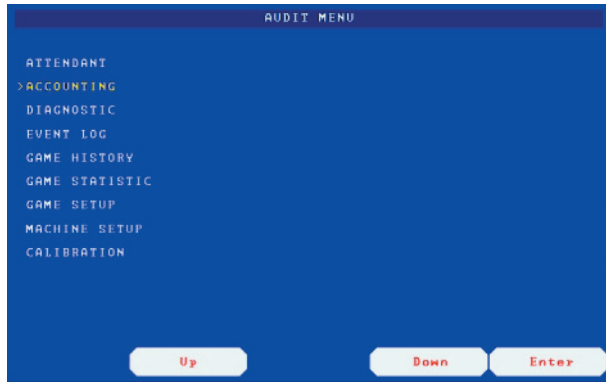 AUDIT MENU
ATTENDANT
>ACCOUNTING
DIAGNOSTIC
EVENT LOG
GAME HISTORY
GAME STATISTIC
GAME SETUP
MACHINE SETUP
CALIBRATION
Up Down Enter